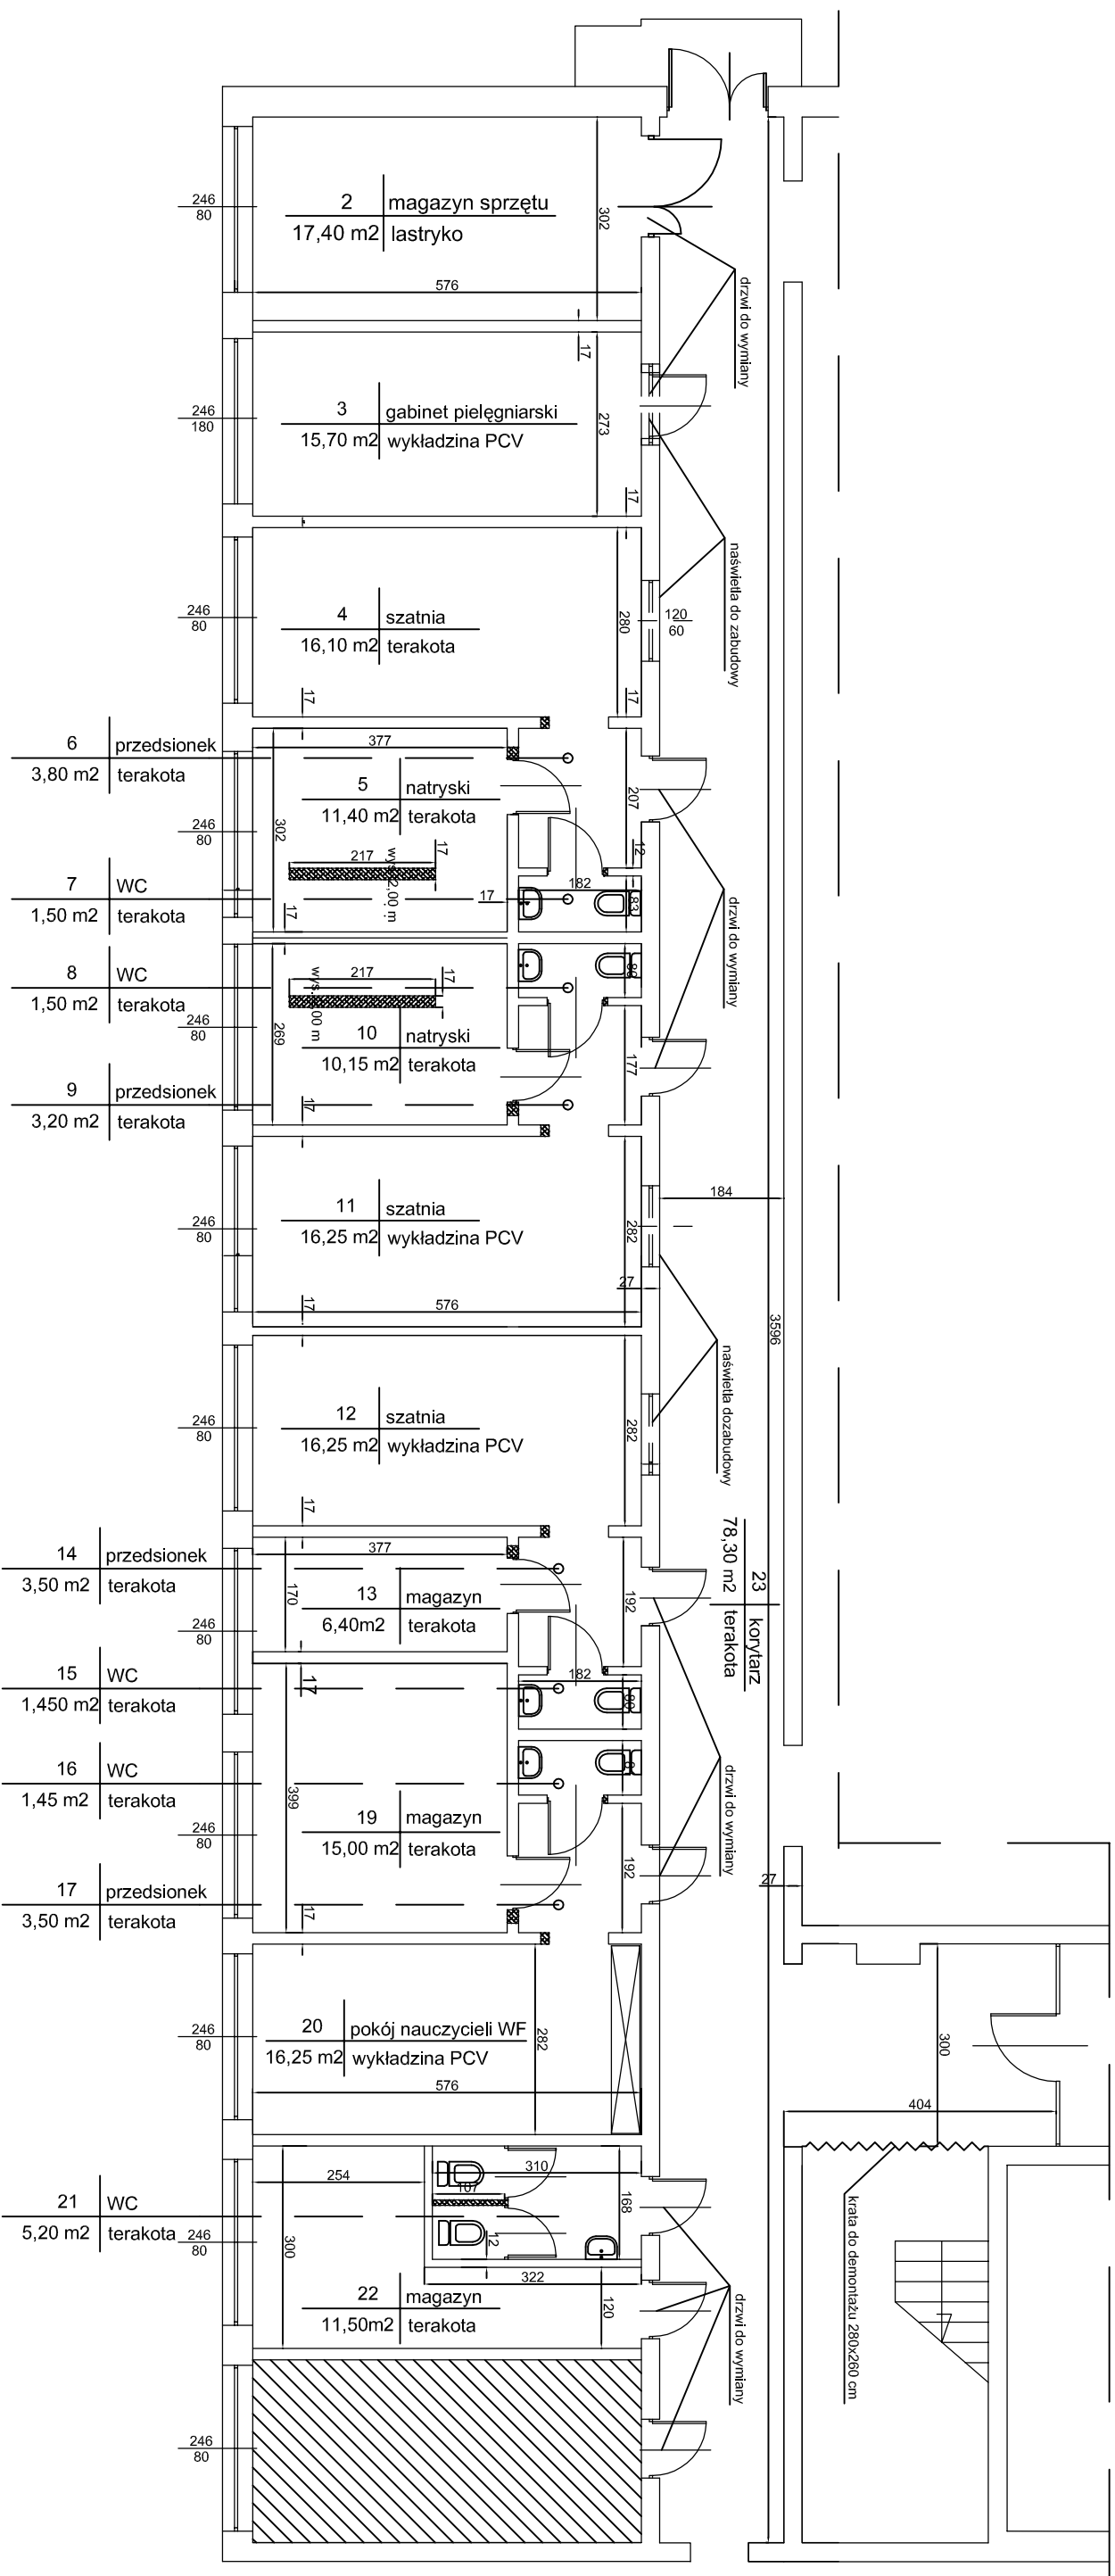 2 magazyn sprzętu
17,40 m2 lastryko
246
80
302
576
drzwi do wymiany
17
3 gabinet pielęgniarski
15,70 m2 wykładzina PCV
246
180
273
17
naświetla do zabudowy
4 szatnia
16,10 m2 terakota
246
80
280
120
60
17
17
6 przedsionek
3,80 m2 terakota
377
5 natryski
11,40 m2 terakota
207
246
80
302
217
17
wys. 2,00 m
12
drzwi do wymiany
7 WC
1,50 m2 terakota
17
182
83
17
8 WC
1,50 m2 terakota
217
17
246
80
269
10 natryski
10,15 m2 terakota
177
9 przedsionek
3,20 m2 terakota
17
184
11 szatnia
16,25 m2 wykładzina PCV
246
80
282
27
17
576
3596
naświetla dozabudowy
12 szatnia
16,25 m2 wykładzina PCV
246
80
282
17
23 korytarz
78,30 m2 terakota
14 przedsionek
3,50 m2 terakota
377
13 magazyn
6,40m2 terakota
170
192
246
80
15 WC
1,450 m2 terakota
17
182
80
16 WC
1,45 m2 terakota
399
drzwi do wymiany
19 magazyn
15,00 m2 terakota
246
80
192
27
17 przedsionek
3,50 m2 terakota
17
20 pokój nauczycieli WF
16,25 m2 wykładzina PCV
246
80
282
300
576
404
254
310
107
168
krata do demontażu 280x260 cm
21 WC
5,20 m2 terakota
246
80
300
12
322
22 magazyn
11,50m2 terakota
120
drzwi do wymiany
246
80